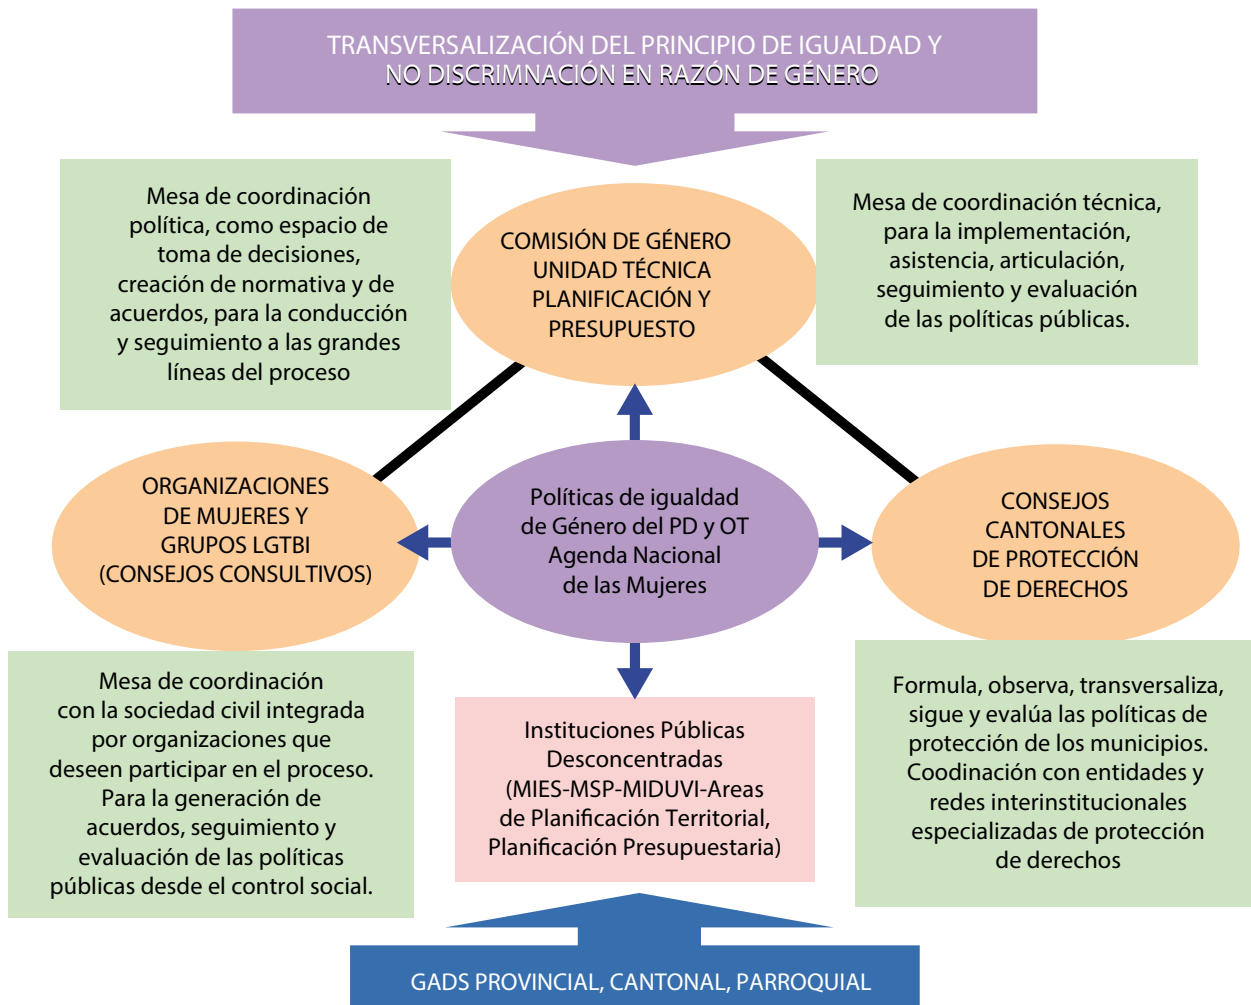 TRANSVERSALIZACIÓN DEL PRINCIPIO DE IGUALDAD Y
NO DISCRIMNACIÓN EN RAZÓN DE GÉNERO
Mesa de coordinación
política, como espacio de
toma de decisiones,
creación de normativa y de
acuerdos, para la conducción
y seguimiento a las grandes
líneas del proceso
COMISIÓN DE GÉNERO
UNIDAD TÉCNICA
PLANIFICACIÓN Y
PRESUPUESTO
Mesa de coordinación técnica,
para la implementación,
asistencia, articulación,
seguimiento y evaluación
de las políticas públicas.
ORGANIZACIONES
DE MUJERES Y
GRUPOS LGTBI
(CONSEJOS CONSULTIVOS)
Políticas de igualdad
de Género del PD y OT
Agenda Nacional
de las Mujeres
CONSEJOS
CANTONALES
DE PROTECCIÓN
DE DERECHOS
Mesa de coordinación
con la sociedad civil integrada
por organizaciones que
deseen participar en el proceso.
Para la generación de
acuerdos, seguimiento y
evaluación de las políticas
públicas desde el control social.
Instituciones Públicas
Desconcentradas
(MIES-MSP-MIDUVI-Areas
de Planificación Territorial,
Planificación Presupuestaria)
Formula, observa, transversaliza,
sigue y evalúa las políticas de
protección de los municipios.
Coodinación con entidades y
redes interinstitucionales
especializadas de protección
de derechos
GADS PROVINCIAL, CANTONAL, PARROQUIAL